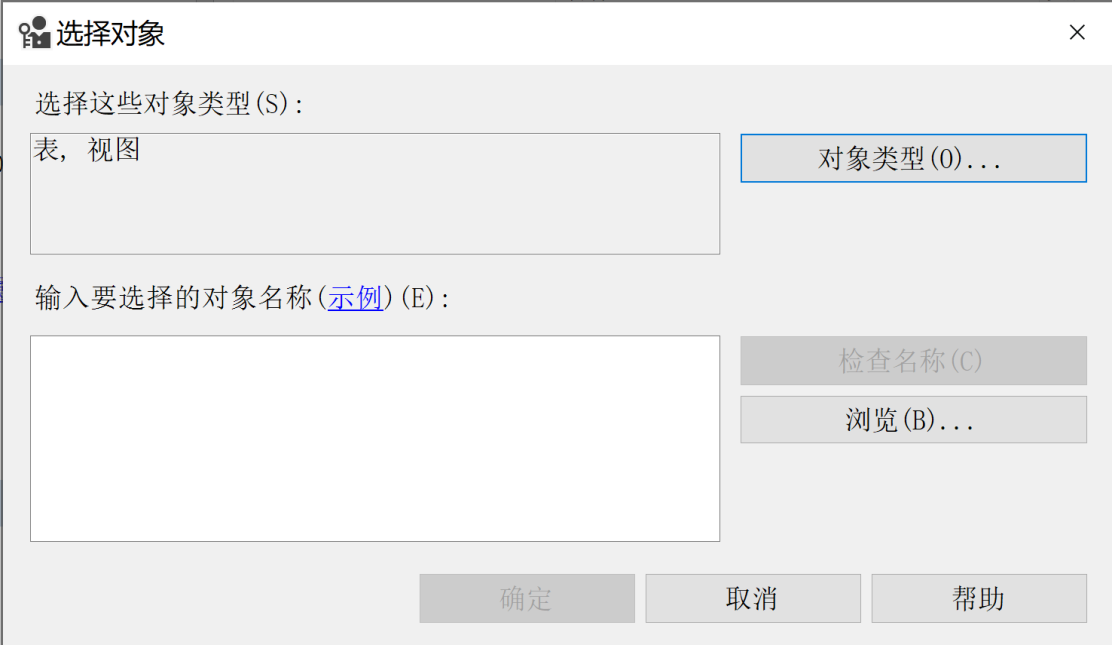 选择对象
选择这些对象类型(S):
表, 视图
对象类型(O)...
输入要选择的对象名称(示例)(E):
检查名称(C)
浏览(B)...
确定
取消
帮助